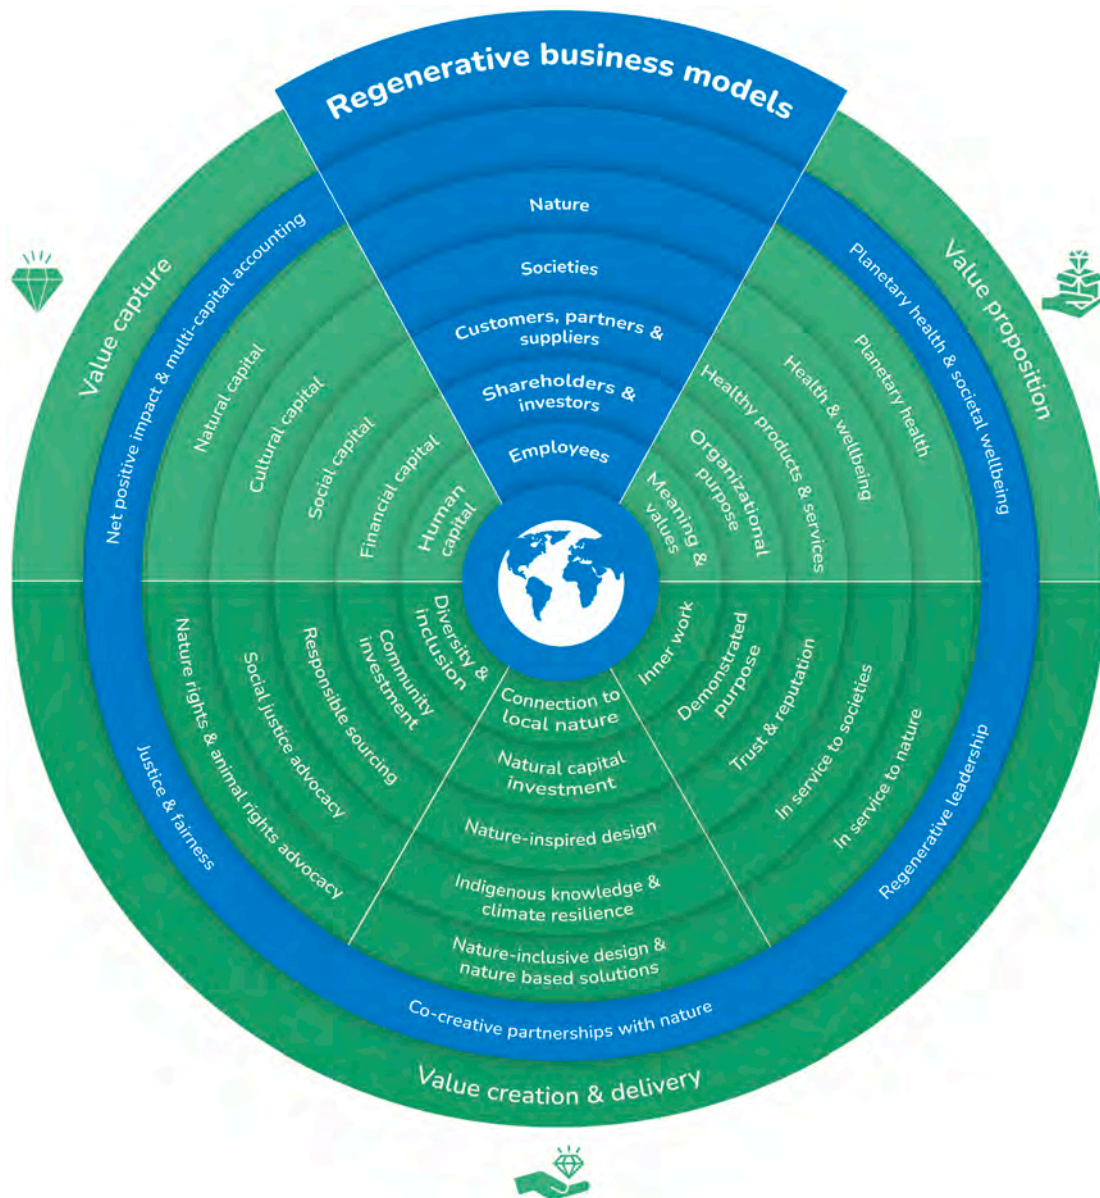 Regenerative business models
Nature
Societies
Customers, partners &
suppliers
Shareholders &
investors
Employees
Value proposition
Planetary health & societal wellbeing
Planetary health
Health & wellbeing
Healthy products & services
Organizational
purpose
Meaning &
values
Value creation & delivery
Regenerative leadership
In service to nature
In service to societies
Trust & reputation
Demonstrated
purpose
Inner work
Co-creative partnerships with nature
Connection to
local nature
Natural capital
investment
Nature-inspired design
Indigenous knowledge &
climate resilience
Nature-inclusive design &
nature based solutions
Justice & fairness
Nature rights & animal rights advocacy
Social justice advocacy
Responsible sourcing
Community
investment
Diversity &
inclusion
Value capture
Net positive impact & multi-capital accounting
Natural capital
Cultural capital
Social capital
Financial capital
Human
capital